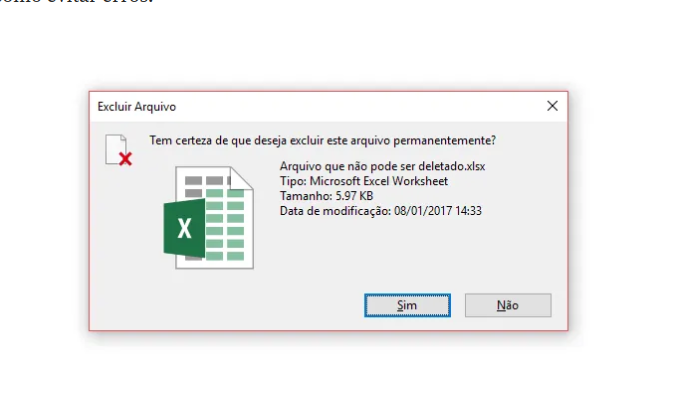 como evitar erros.
Excluir Arquivo
Tem certeza de que deseja excluir este arquivo permanentemente?
Arquivo que não pode ser deletado.xlsx
Tipo: Microsoft Excel Worksheet
Tamanho: 5.97 KB
Data de modificação: 08/01/2017 14:33
X
Sim
Não